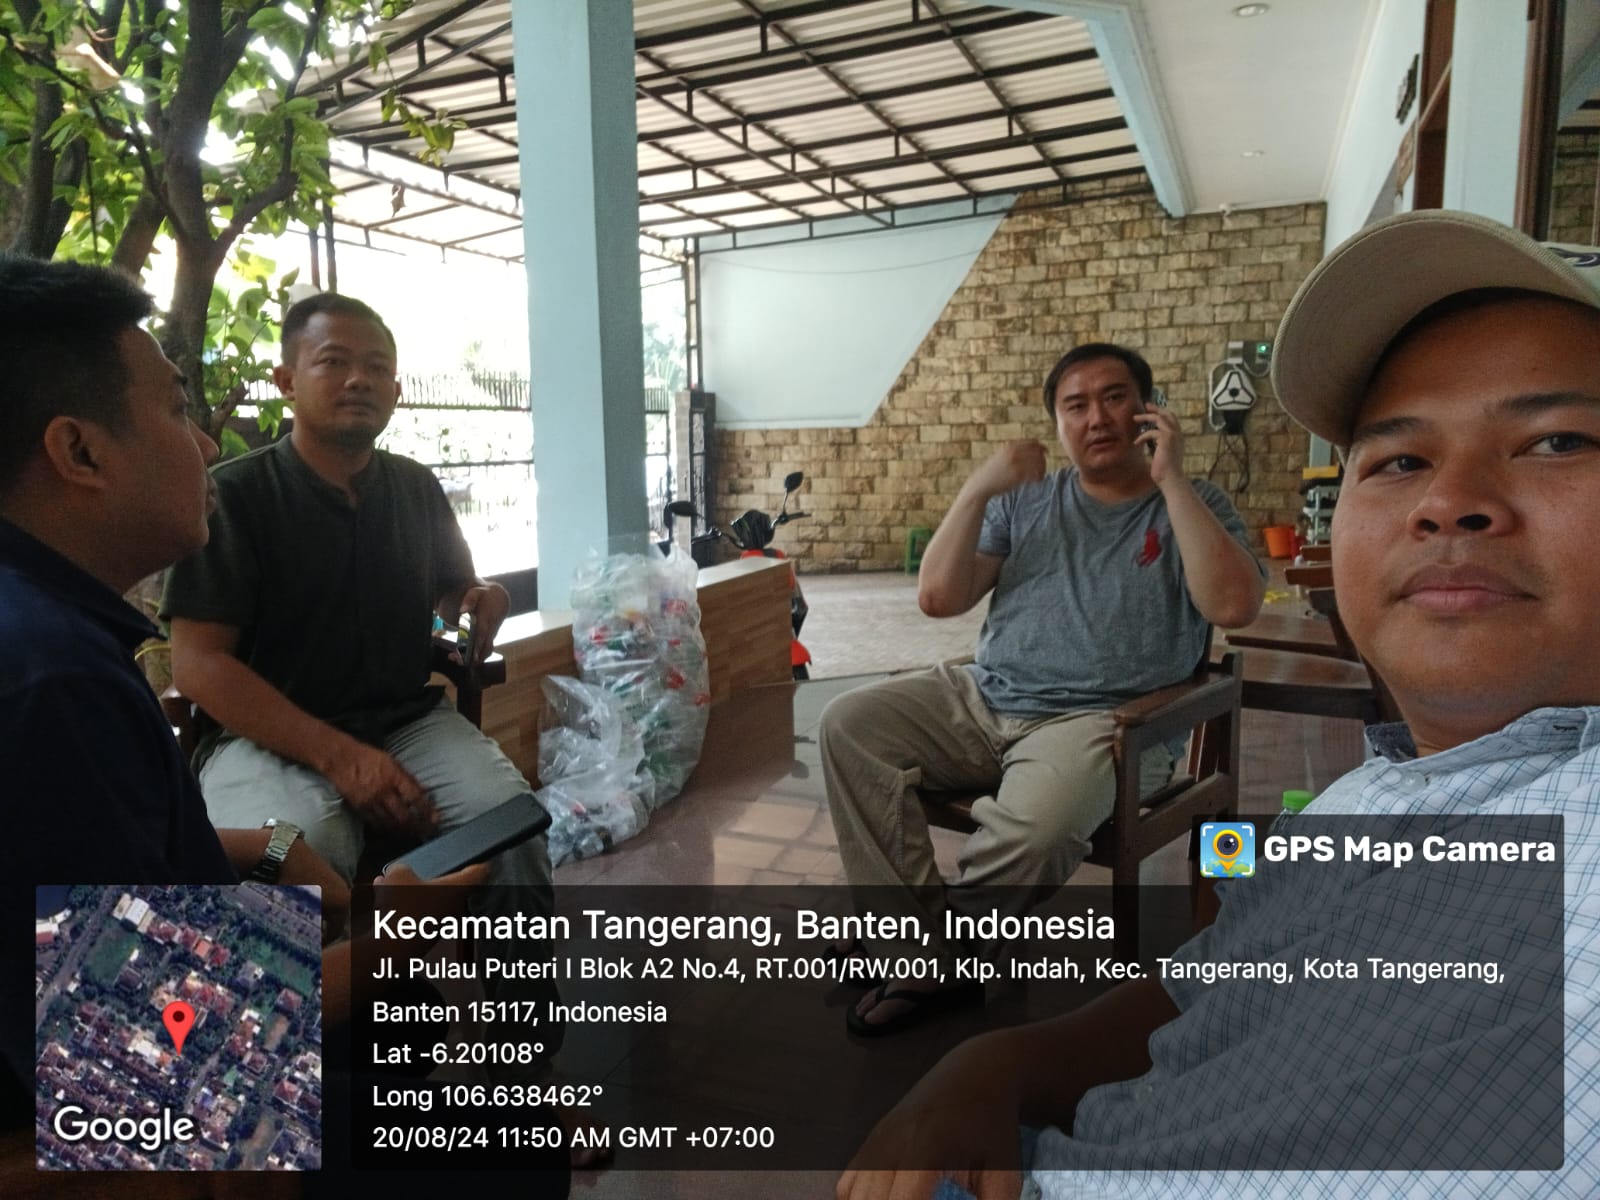 GPS Map Camera
Kecamatan Tangerang, Banten, Indonesia
Jl. Pulau Puteri I Blok A2 No.4, RT.001/RW.001, Klp. Indah, Kec. Tangerang, Kota Tangerang,
Banten 15117, Indonesia
Lat -6.20108°
Long 106.638462°
20/08/24 11:50 AM GMT +07:00
Google